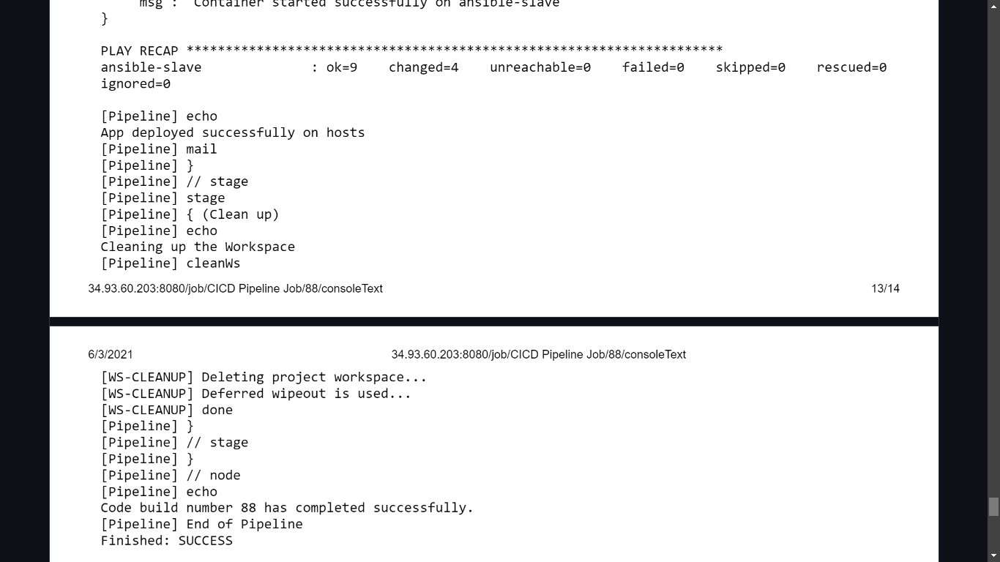 msg": "Container started successfully on ansible-slave"
}
PLAY RECAP *********************************************************************
ansible-slave : ok=9 changed=4 unreachable=0 failed=0 skipped=0 rescued=0
ignored=0
[Pipeline] echo
App deployed successfully on hosts
[Pipeline] mail
[Pipeline] }
[Pipeline] // stage
[Pipeline] stage
[Pipeline] { (Clean up)
[Pipeline] echo
Cleaning up the Workspace
[Pipeline] cleanWs
34.93.60.203:8080/job/CICD Pipeline Job/88/consoleText 13/14
6/3/2021 34.93.60.203:8080/job/CICD Pipeline Job/88/consoleText
[WS-CLEANUP] Deleting project workspace...
[WS-CLEANUP] Deferred wipeout is used...
[WS-CLEANUP] done
[Pipeline] }
[Pipeline] // stage
[Pipeline] }
[Pipeline] // node
[Pipeline] echo
Code build number 88 has completed successfully.
[Pipeline] End of Pipeline
Finished: SUCCESS